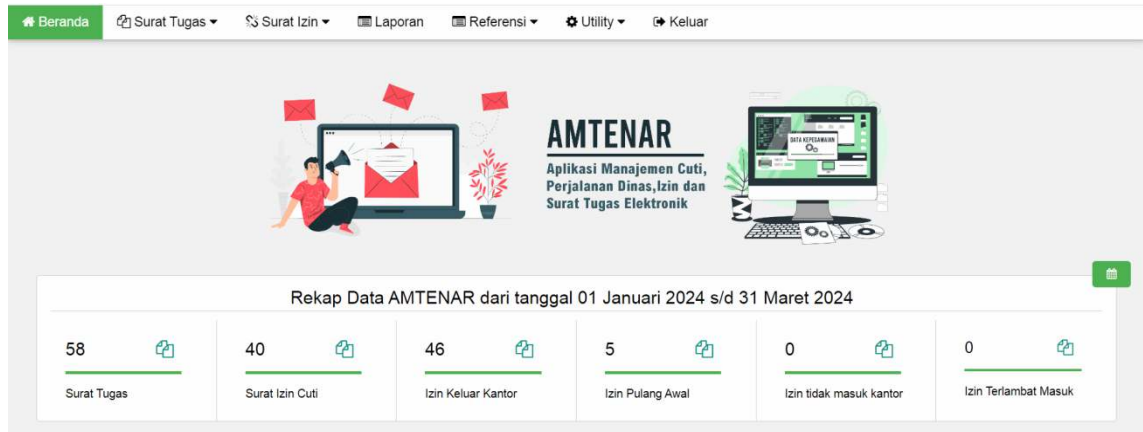 Beranda Surat Tugas Surat Izin Laporan Referensi Utility Keluar
AMTENAR
Aplikasi Manajemen Cuti,
Perjalanan Dinas,Izin dan
Surat Tugas Elektronik
DATA KEPEGAWAIAN
Rekap Data AMTENAR dari tanggal 01 Januari 2024 s/d 31 Maret 2024
58 40 46 5 0 0
Surat Tugas Surat Izin Cuti Izin Keluar Kantor Izin Pulang Awal Izin tidak masuk kantor Izin Terlambat Masuk